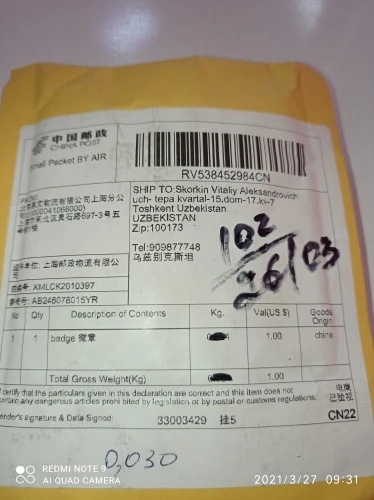 中国邮政
CHINA POST
Small Packet BY AIR
RV538452984CN
SHIP TO:Skorkin Vitaliy Aleksandrovich
uch- tepa kvartal-15,dom-17,kv-7
Toshkent Uzbekistan
UZBEKISTAN
Zip:100173
Tel:909877748
乌兹别克斯坦
102
26/03
上海邮政物流有限公
XMLCK2010397
AB246078015YR
No Qty Description of Contents Kg. Val(US $) Goods Origin
1 1 badge 徽章 1.00 china
Total Gross Weight(Kg) 1.00
I certify that the particulars given in this declaration are correct and this item does not
contain any dangerous articles prohibited by legislation or by postal or customs regulations.
Sender's signature & Data Signed: 33003429 挂5
已验视
CN22
0,030
REDMI NOTE 9
AI QUAD CAMERA
2021/3/27 09:31